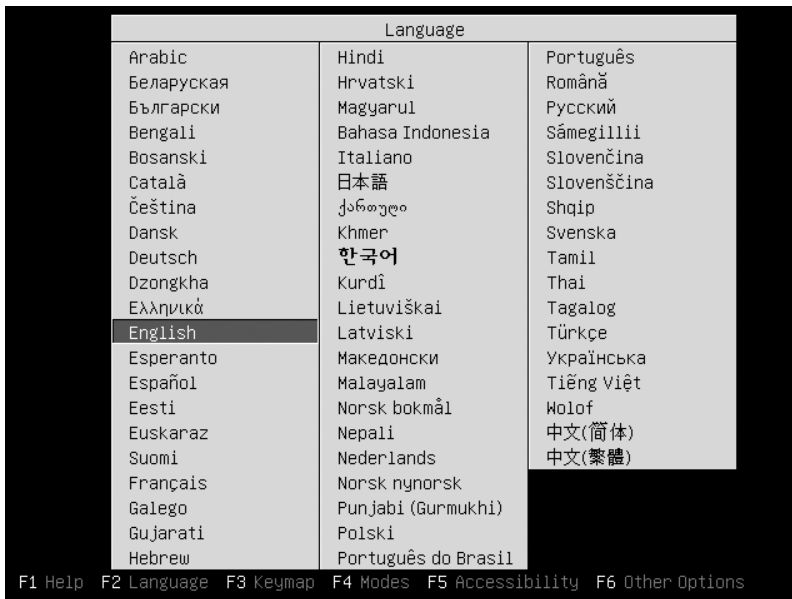 Language
Arabic
Беларуская
Български
Bengali
Bosanski
Català
Čeština
Dansk
Deutsch
Dzongkha
Ελληνικά
English
Esperanto
Español
Eesti
Euskaraz
Suomi
Français
Galego
Gujarati
Hebrew
Hindi
Hrvatski
Magyarul
Bahasa Indonesia
Italiano
日本語
ქართული
Khmer
한국어
Kurdî
Lietuviškai
Latviski
Македонски
Malayalam
Norsk bokmål
Nepali
Nederlands
Norsk nynorsk
Punjabi (Gurmukhi)
Polski
Português do Brasil
Português
Română
Русский
Sámegillii
Slovenčina
Slovenščina
Shqip
Svenska
Tamil
Thai
Tagalog
Türkçe
Українська
Tiếng Việt
Wolof
中文(简体)
中文(繁體)
F1 Help F2 Language F3 Keymap F4 Modes F5 Accessibility F6 Other Options